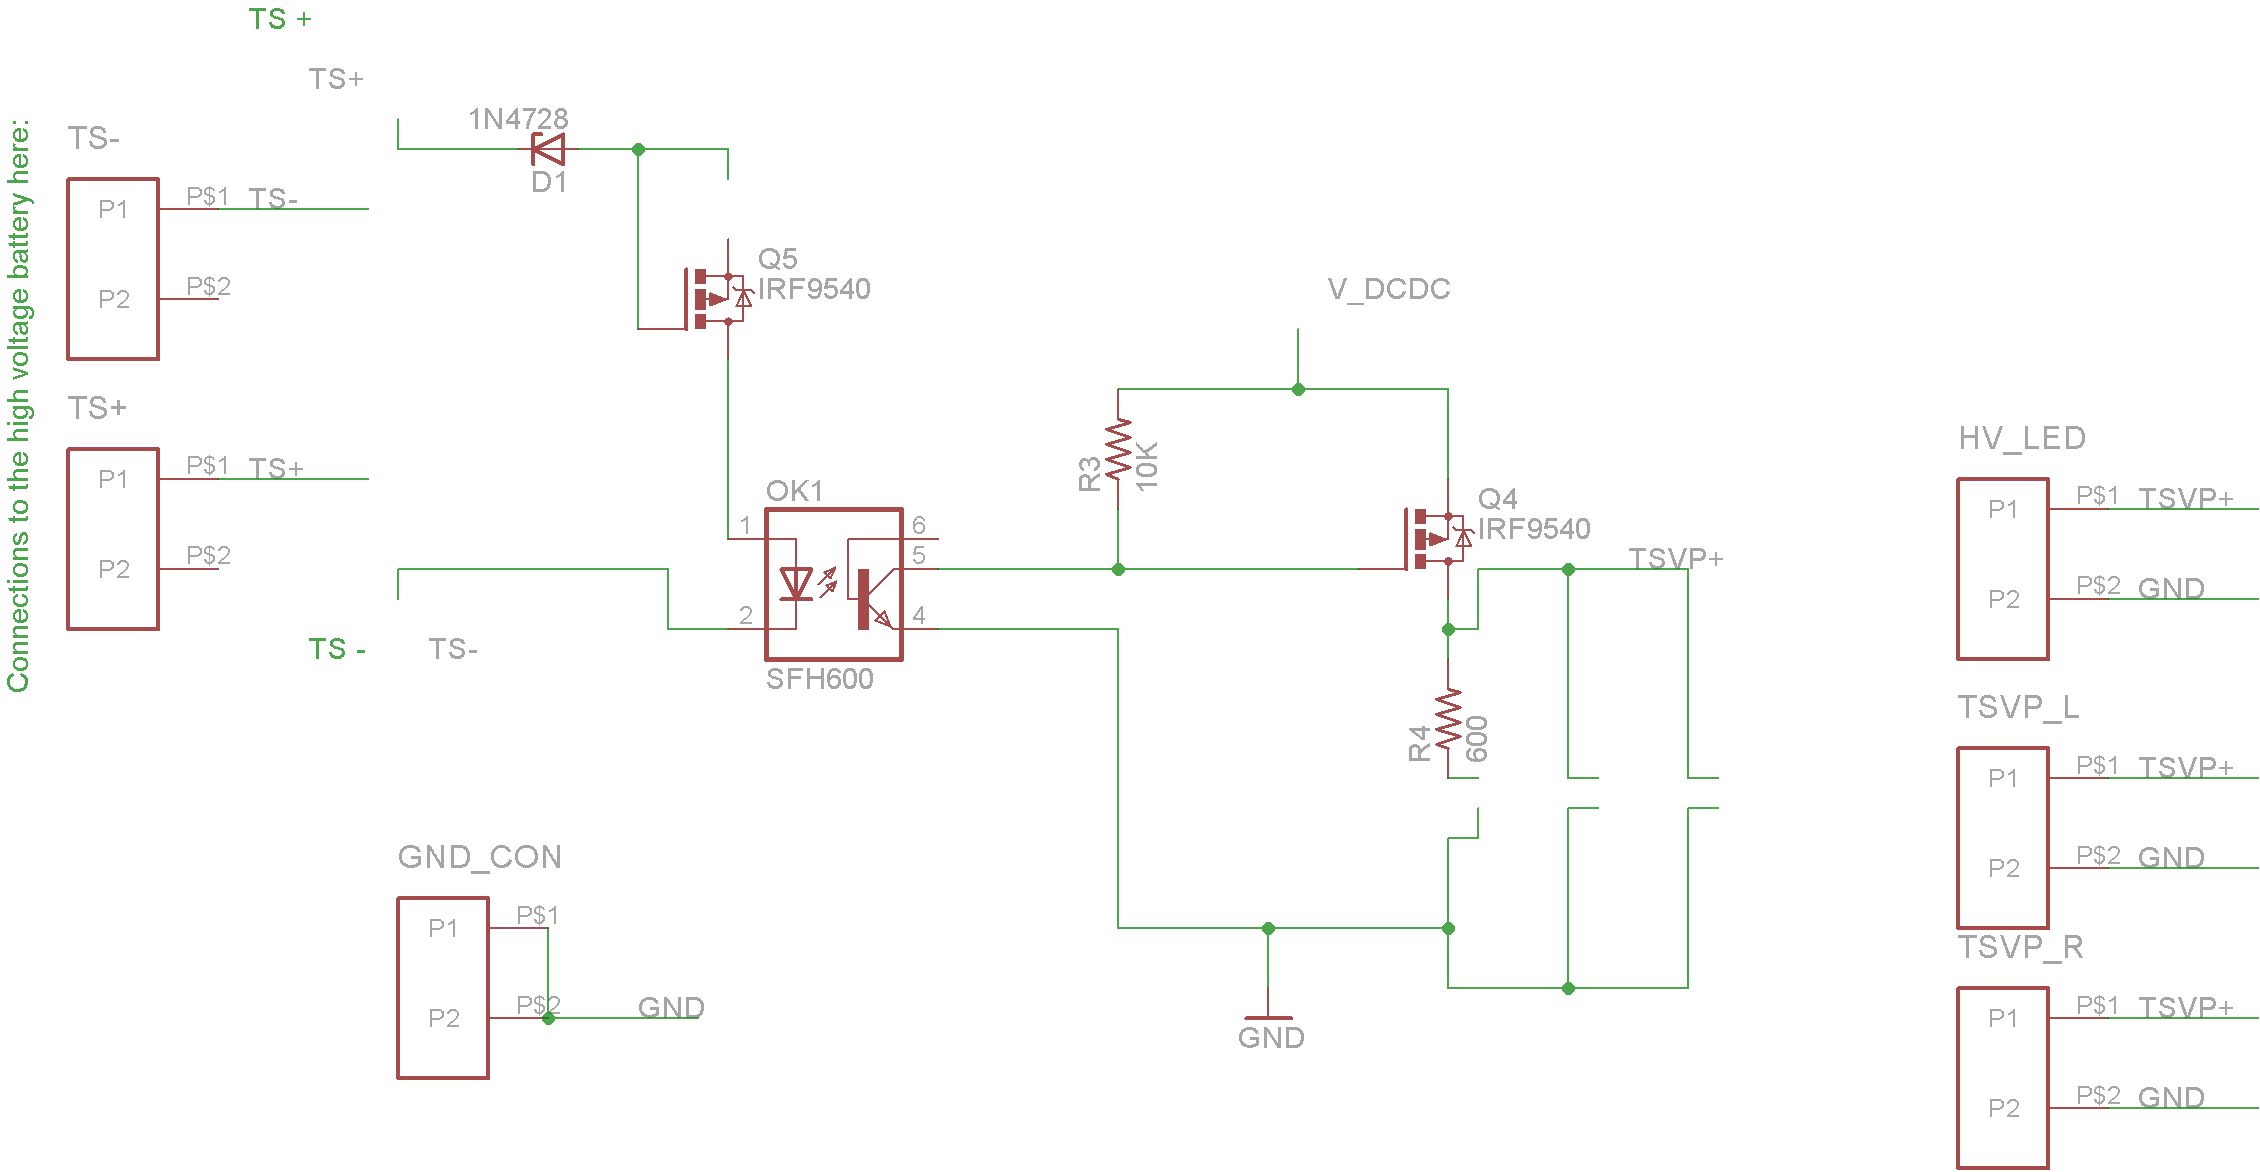 TS +
TS+
Connections to the high voltage battery here:
TS-
P1
P$1
TS-
P2
P$2
TS+
P1
P$1
TS+
P2
P$2
TS -
TS-
1N4728
D1
Q5
IRF9540
OK1
1
2
6
5
4
SFH600
V_DCDC
R3
10K
Q4
IRF9540
TSVP+
R4
600
GND
GND_CON
P1
P$1
P2
P$2
GND
HV_LED
P1
P$1
TSVP+
P2
P$2
GND
TSVP_L
P1
P$1
TSVP+
P2
P$2
GND
TSVP_R
P1
P$1
TSVP+
P2
P$2
GND